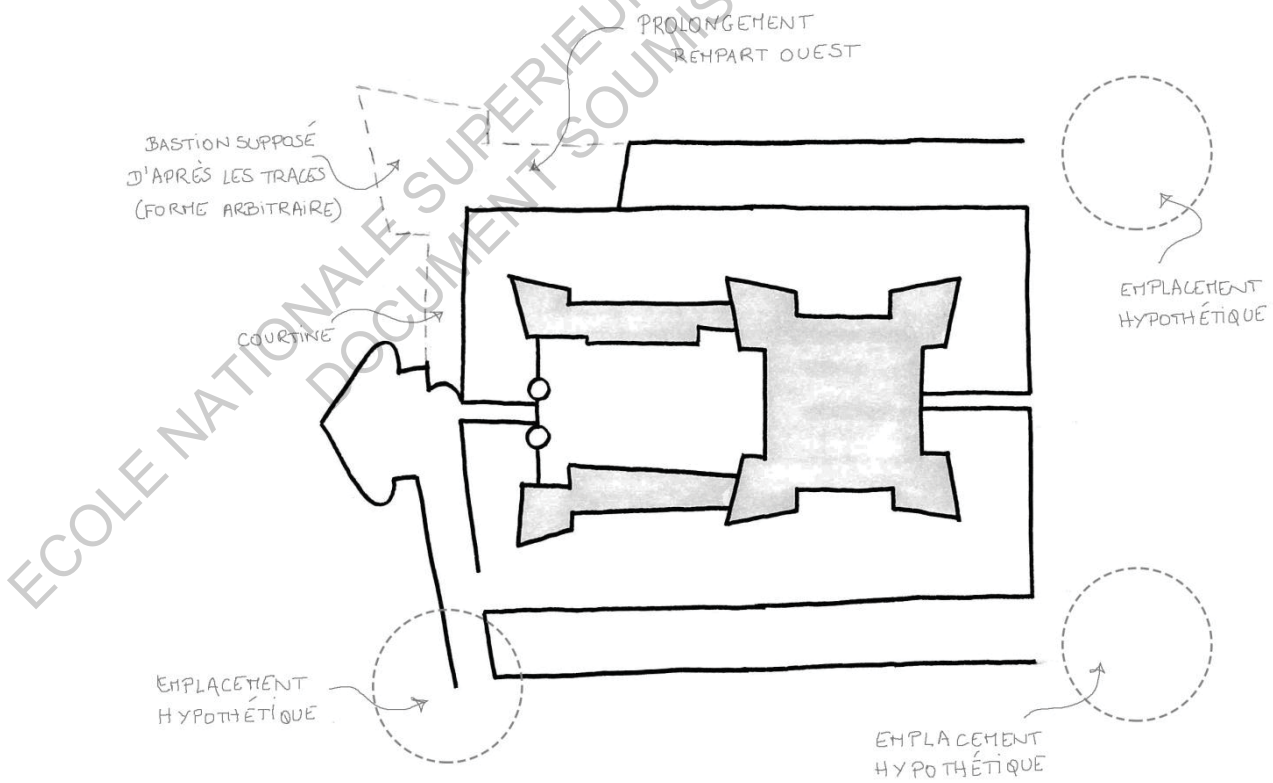 PROLONGEMENT
REMPART OUEST
BASTION SUPPOSÉ
D'APRÈS LES TRACES
(FORME ARBITRAIRE)
COURTINE
EMPLACEMENT
HYPOTHÉTIQUE
EMPLACEMENT
HYPOTHÉTIQUE
EMPLACEMENT
HYPOTHÉTIQUE
ECOLE NATIONALE SUPERIEUR
DOCUMENT SOUMIS